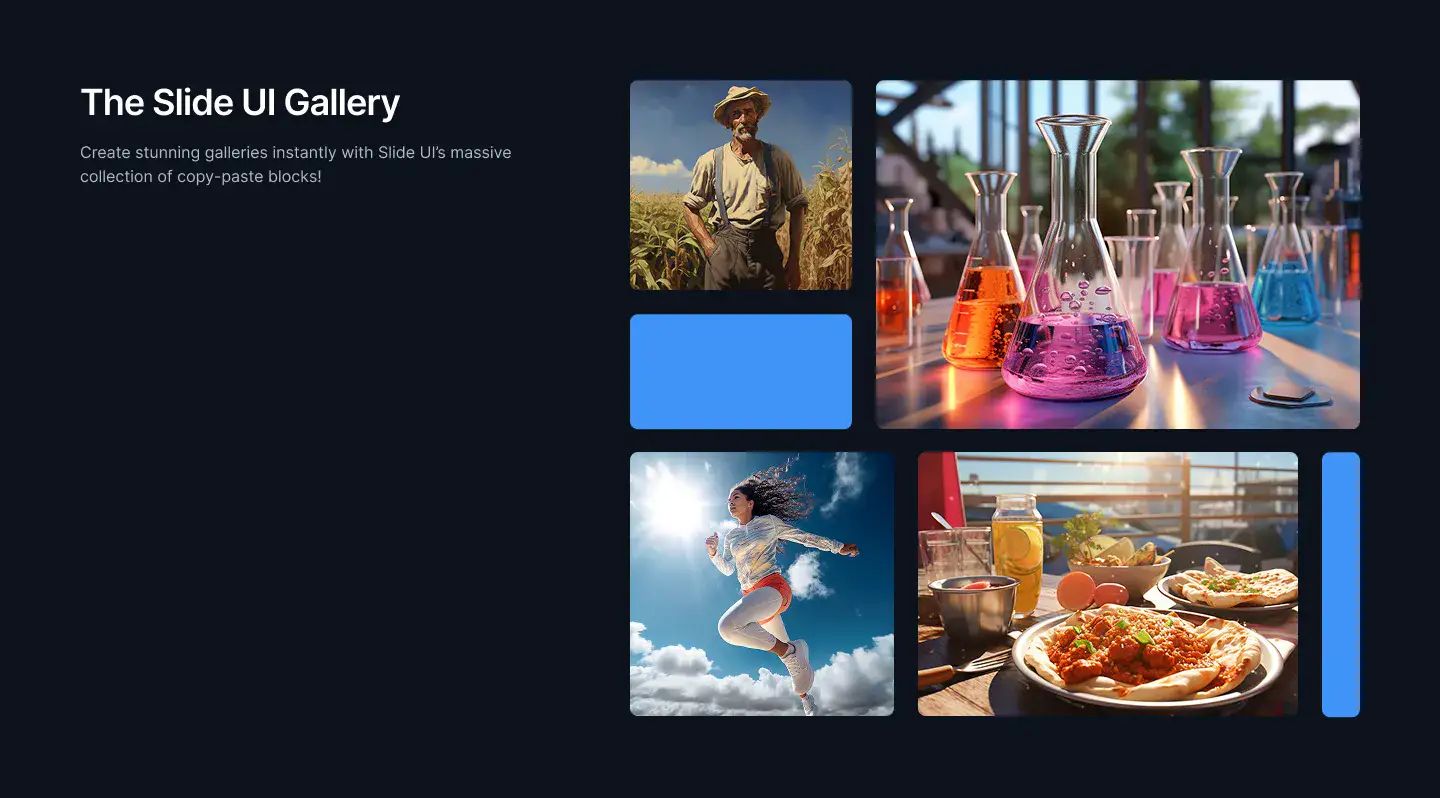 The Slide UI Gallery
Create stunning galleries instantly with Slide UI’s massive
collection of copy-paste blocks!